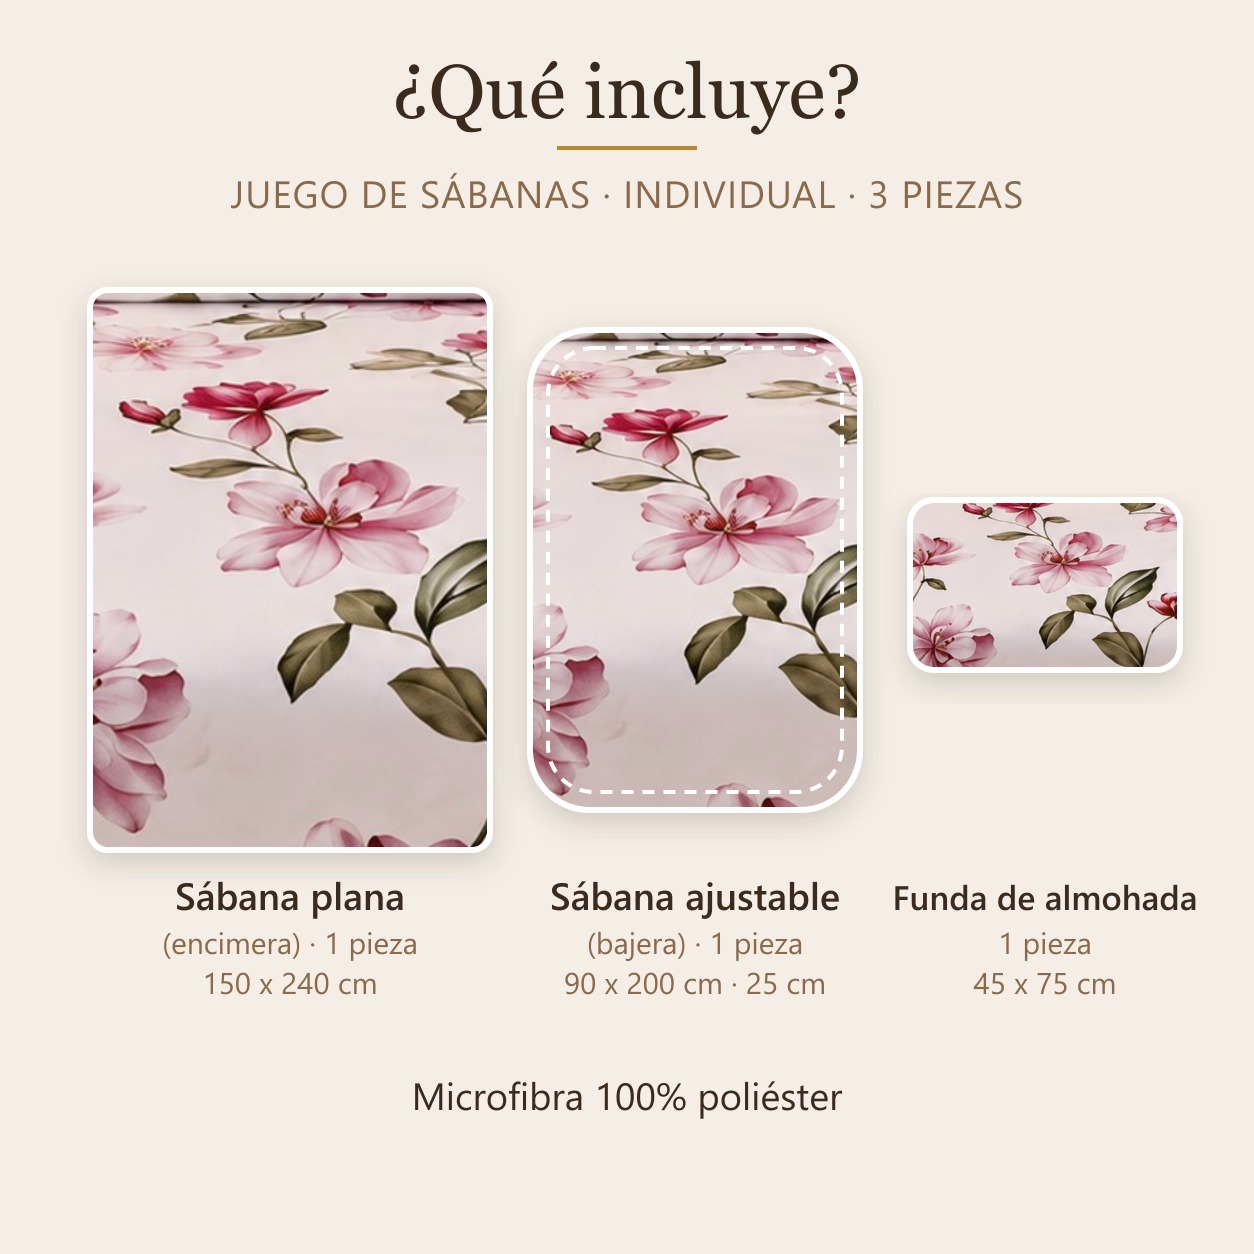 ¿Qué incluye?
JUEGO DE SÁBANAS · INDIVIDUAL · 3 PIEZAS
Sábana plana
(encimera) · 1 pieza
150 x 240 cm
Sábana ajustable
(bajera) · 1 pieza
90 x 200 cm · 25 cm
Funda de almohada
1 pieza
45 x 75 cm
Microfibra 100% poliéster